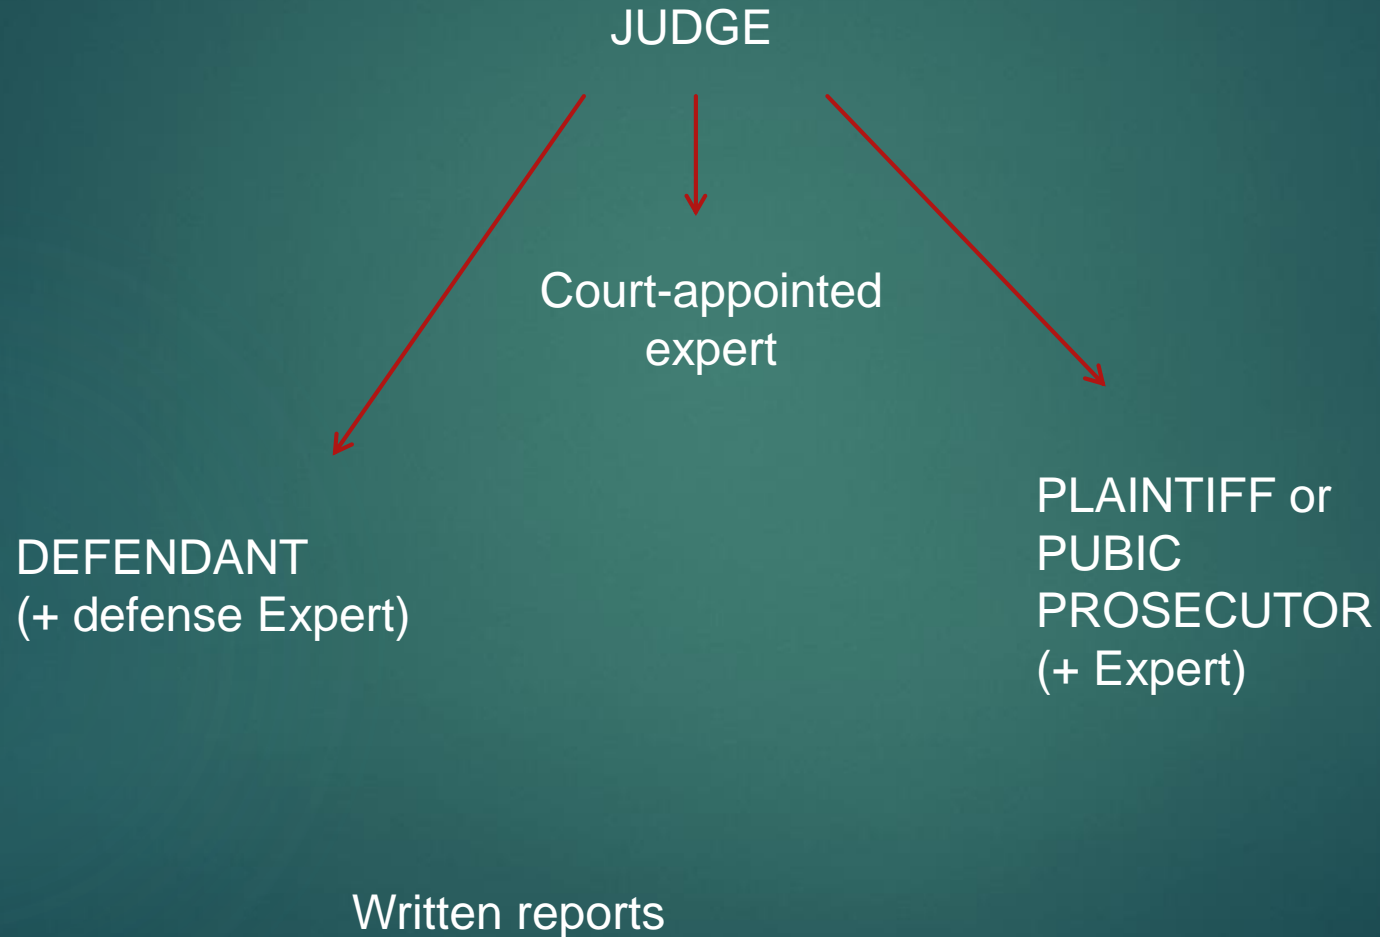 JUDGE
Court-appointed
expert
DEFENDANT
(+ defense Expert)
PLAINTIFF or
PUBIC
PROSECUTOR
(+ Expert)
Written reports